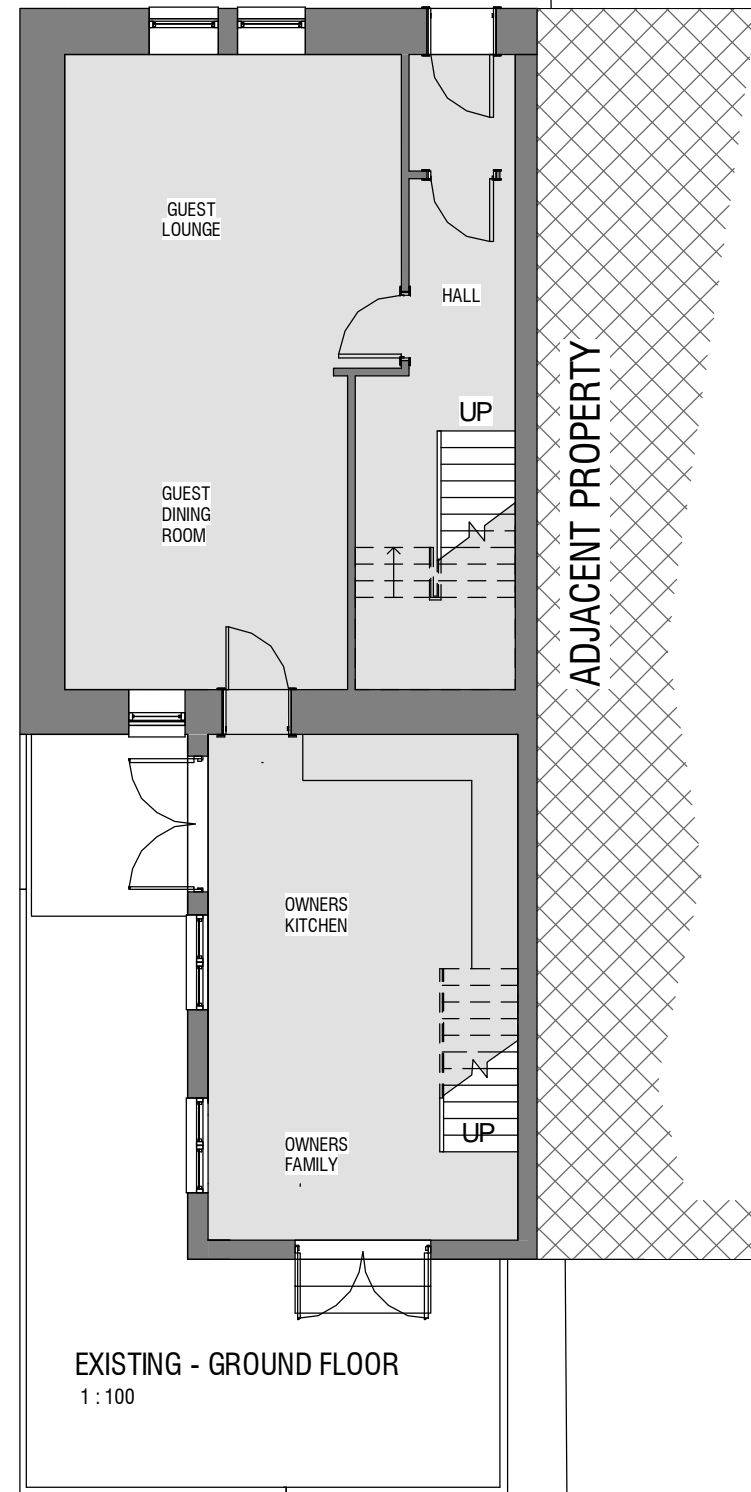 GUEST
LOUNGE
HALL
UP
ADJACENT PROPERTY
GUEST
DINING
ROOM
OWNERS
KITCHEN
OWNERS
FAMILY
UP
EXISTING - GROUND FLOOR
1 : 100